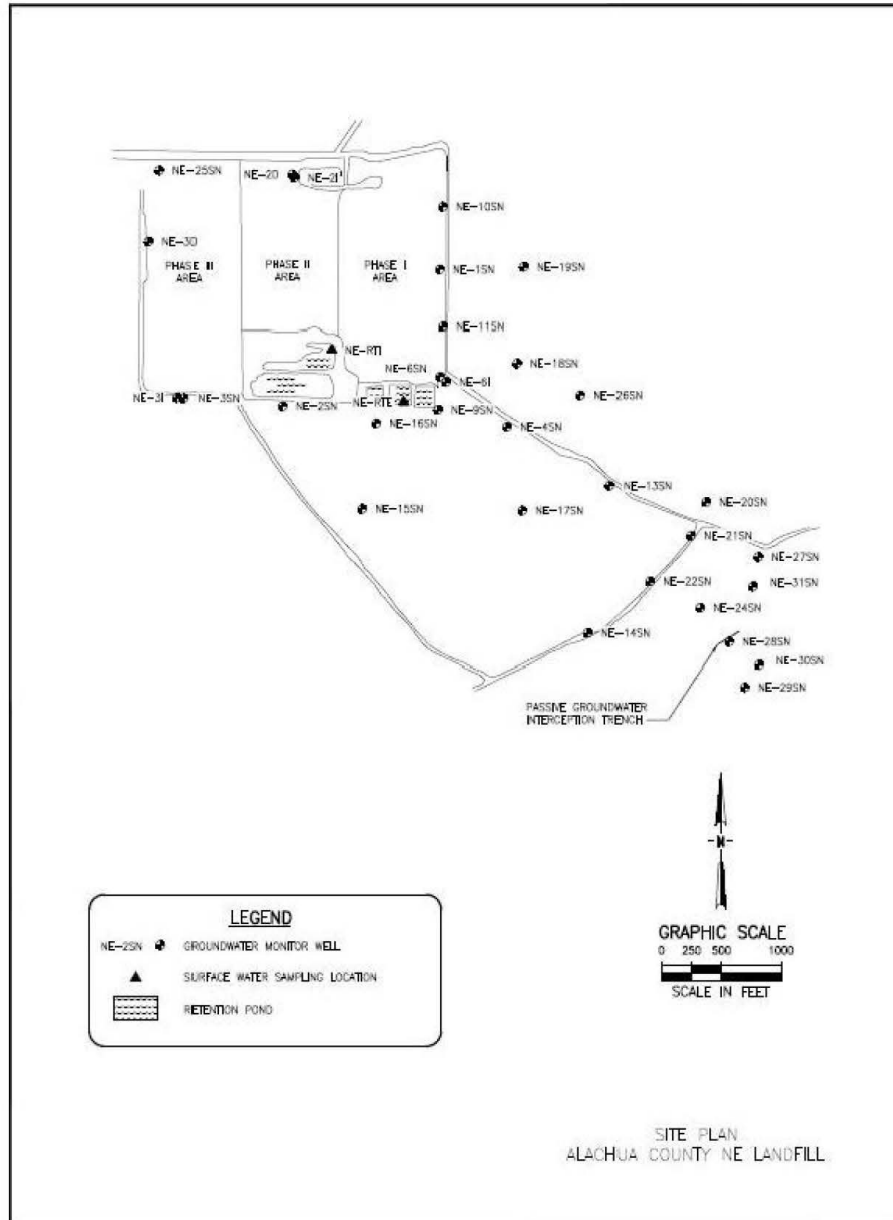 NE-25SN
NE-2D
NE-2I
NE-10SN
NE-3D
PHASE III
AREA
PHASE II
AREA
PHASE I
AREA
NE-1SN
NE-19SN
NE-11SN
NE-RTI
NE-6SN
NE-18SN
NE-6I
NE-26SN
NE-3I
NE-3SN
NE-2SN
NE-RTE
NE-9SN
NE-16SN
NE-4SN
NE-13SN
NE-15SN
NE-17SN
NE-20SN
NE-21SN
NE-27SN
NE-22SN
NE-31SN
NE-24SN
NE-14SN
NE-28SN
NE-30SN
NE-29SN
PASSIVE GROUNDWATER
INTERCEPTION TRENCH
N
LEGEND
NE-2SN GROUNDWATER MONITOR WELL
SURFACE WATER SAMPLING LOCATION
RETENTION POND
GRAPHIC SCALE
0 250 500 1000
SCALE IN FEET
SITE PLAN
ALACHUA COUNTY NE LANDFILL